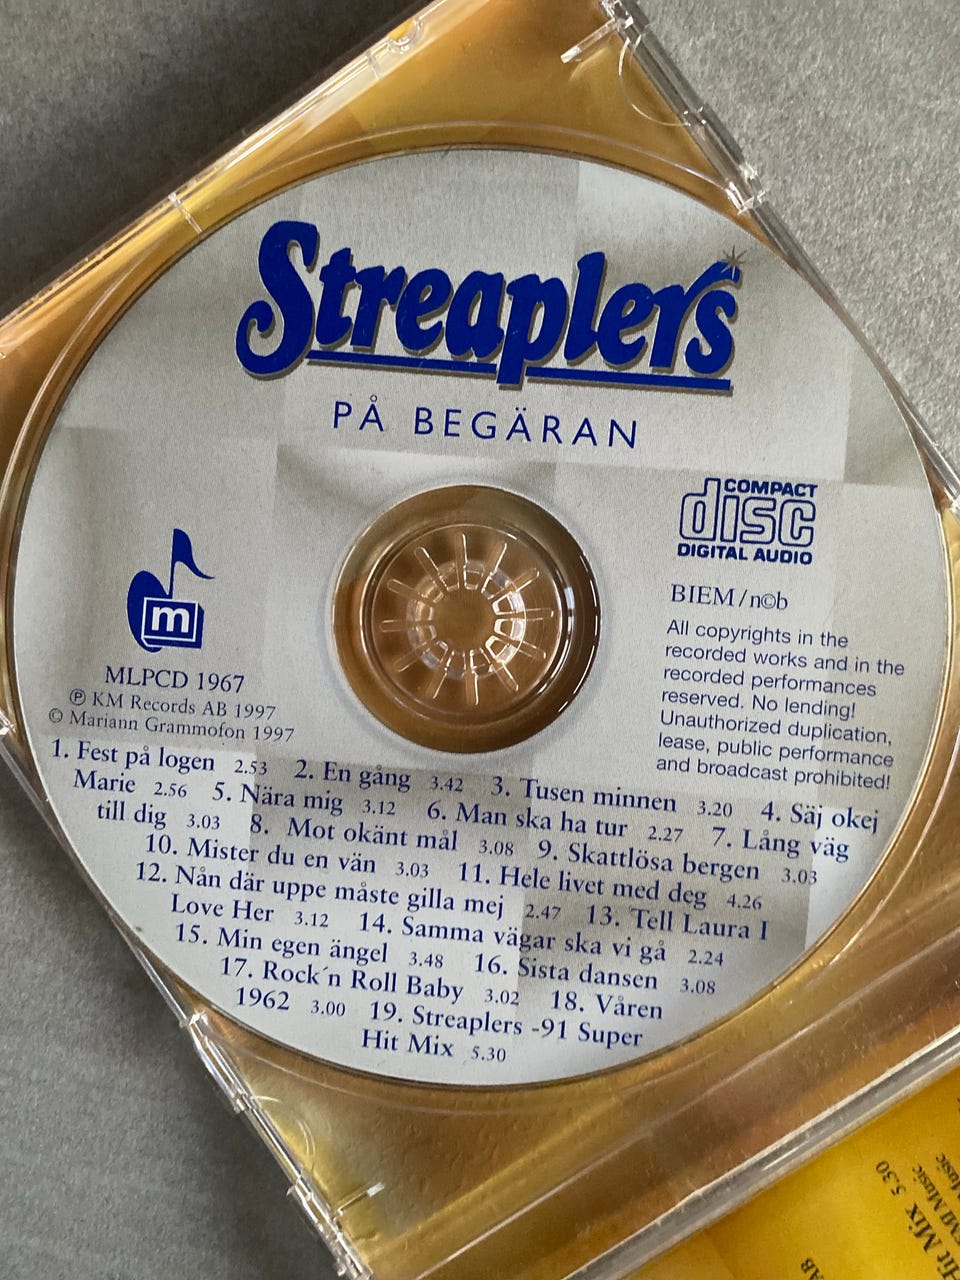 Streaplers
PÅ BEGÄRAN
COMPACT
disc
DIGITAL AUDIO
m
MLPCD 1967
℗ KM Records AB 1997
© Mariann Grammofon 1997
BIEM/n©b
All copyrights in the
recorded works and in the
recorded performances
reserved. No lending!
Unauthorized duplication,
lease, public performance
and broadcast prohibited!
1. Fest på logen 2.53 2. En gång 3.42 3. Tusen minnen 3.20 4. Säj okej
Marie 2.56 5. Nära mig 3.12 6. Man ska ha tur 2.27 7. Lång väg
till dig 3.03 8. Mot okänt mål 3.08 9. Skattlösa bergen 3.03
10. Mister du en vän 3.03 11. Hele livet med deg 4.26
12. Nån där uppe måste gilla mej 2.47 13. Tell Laura I
Love Her 3.12 14. Samma vägar ska vi gå 2.24
15. Min egen ängel 3.48 16. Sista dansen 3.08
17. Rock´n Roll Baby 3.02 18. Våren
1962 3.00 19. Streaplers -91 Super
Hit Mix 5.30
Hit Mix 5.30
EMI Music
Music
AB